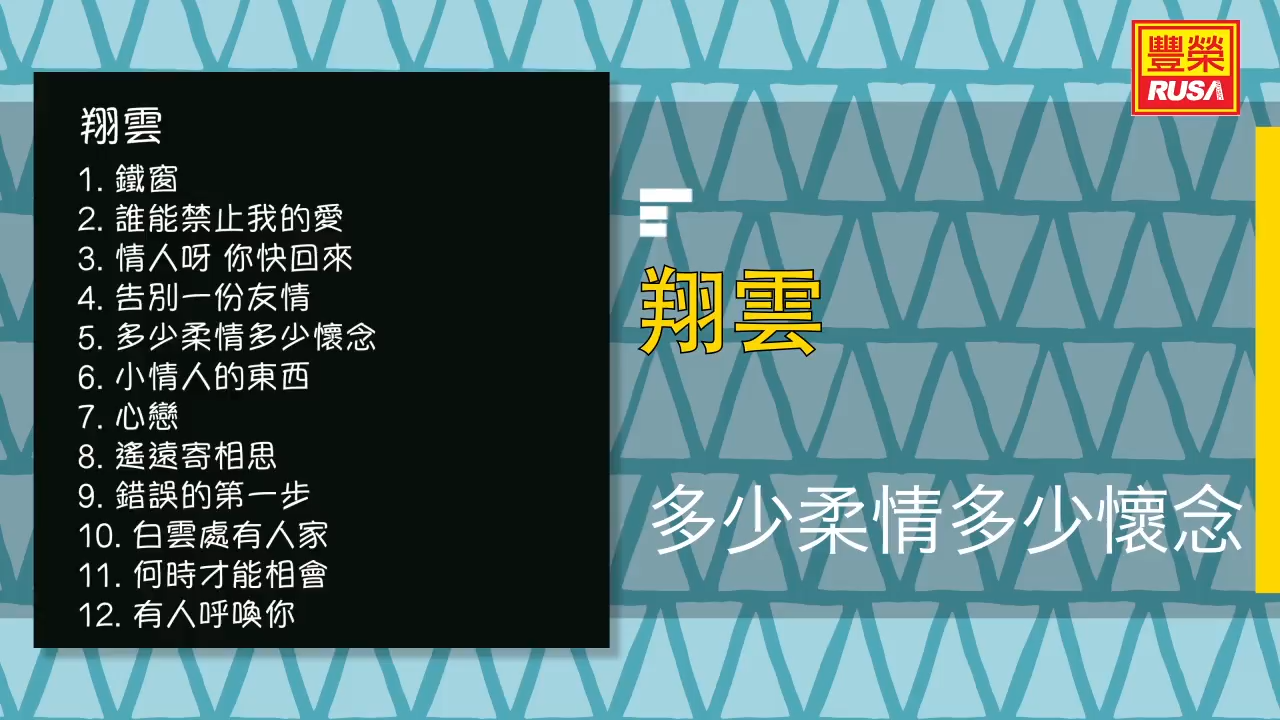 翔雲
1. 鐵窗
2. 誰能禁止我的愛
3. 情人呀 你快回來
4. 告別一份友情
5. 多少柔情多少懷念
6. 小情人的東西
7. 心戀
8. 遙遠寄相思
9. 錯誤的第一步
10. 白雲處有人家
11. 何時才能相會
12. 有人呼喚你
豐榮
RUSA
翔雲
多少柔情多少懷念